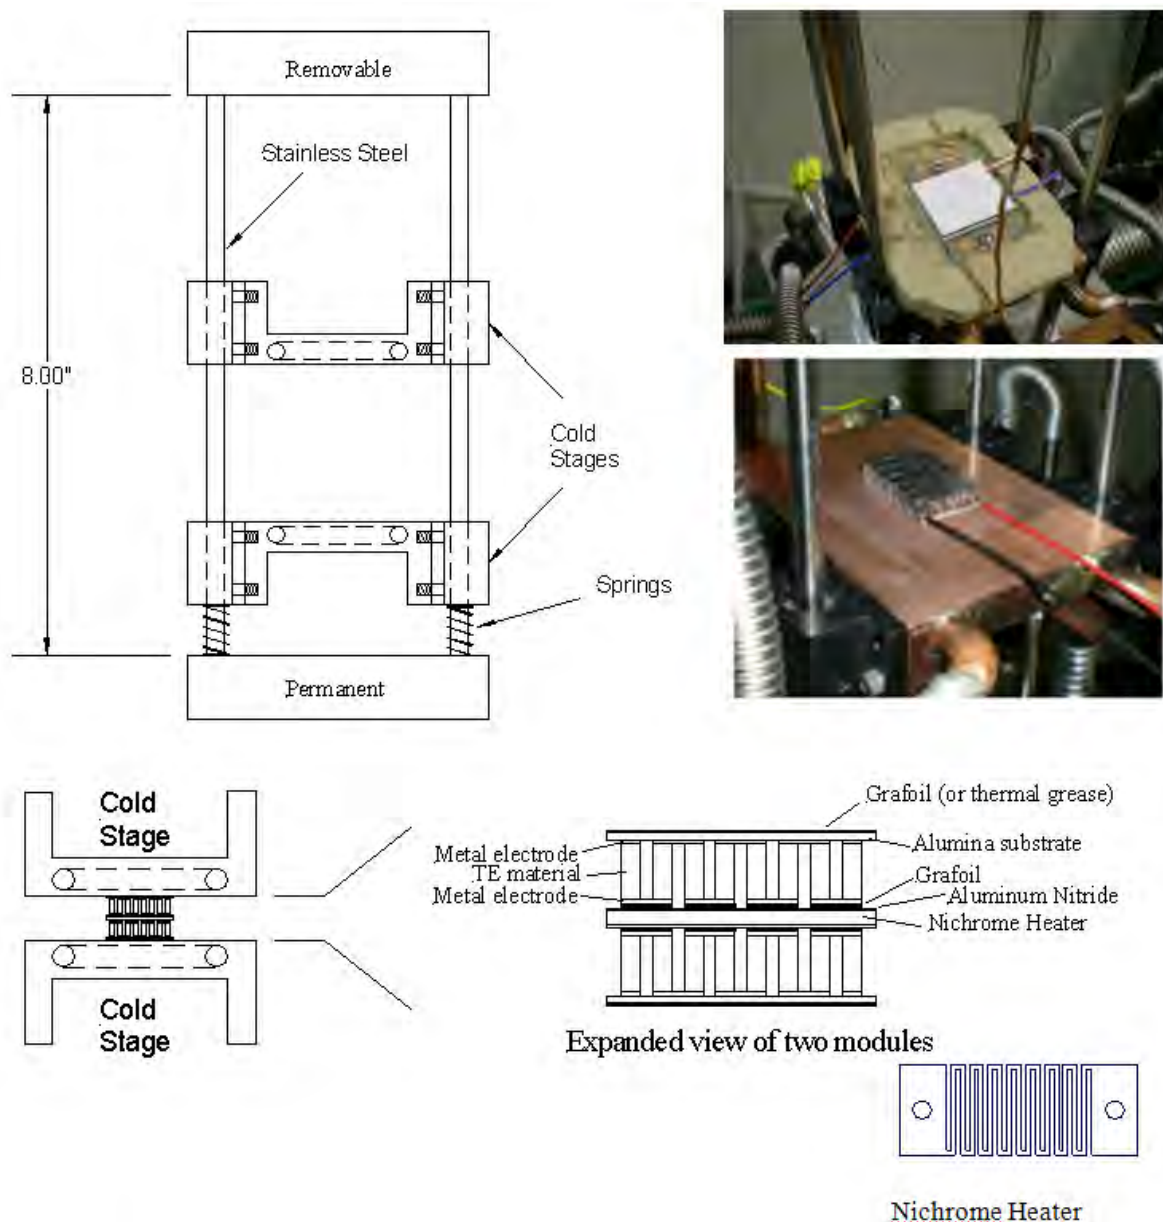 Removable
Stainless Steel
8.00"
Cold
Stages
Springs
Permanent
Cold
Stage
Cold
Stage
Grafoil (or thermal grease)
Metal electrode
Alumina substrate
TE material
Grafoil
Metal electrode
Aluminum Nitride
Nichrome Heater
Expanded view of two modules
Nichrome Heater